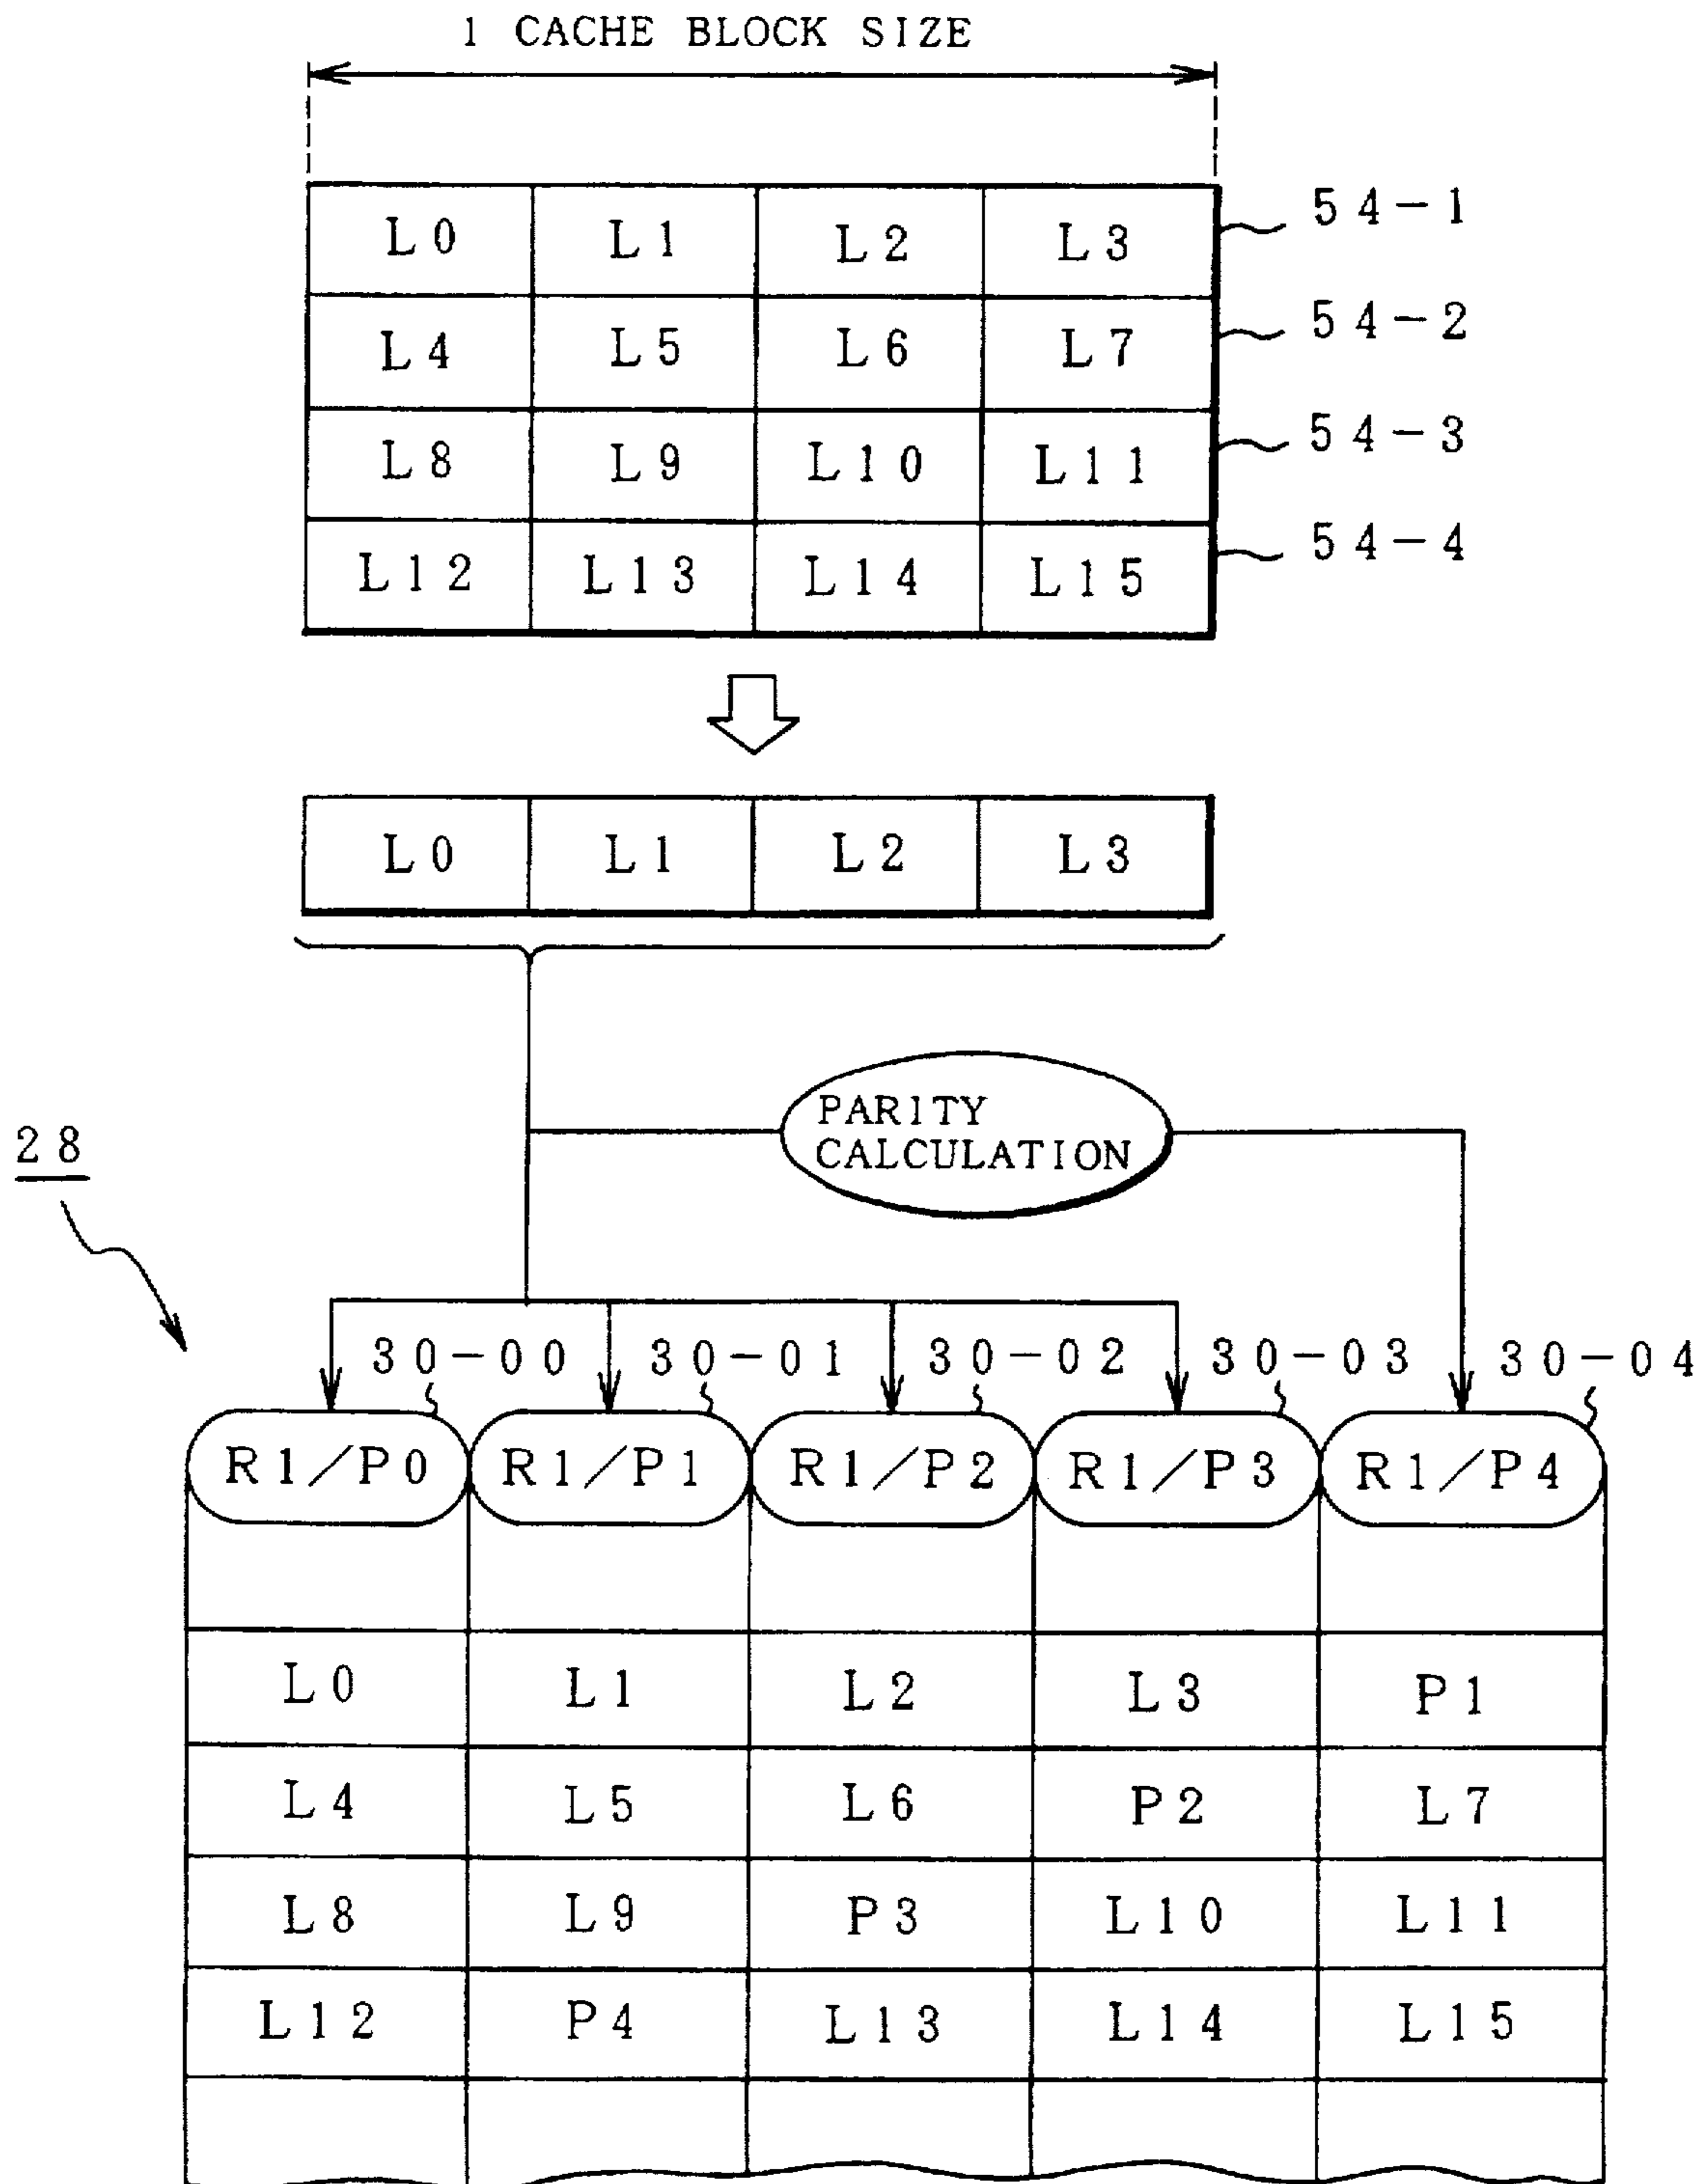 1 CACHE BLOCK SIZE
L0 L1 L2 L3 54-1
L4 L5 L6 L7 54-2
L8 L9 L10 L11 54-3
L12 L13 L14 L15 54-4
L0 L1 L2 L3
PARITY
CALCULATION
28
30-00 30-01 30-02 30-03 30-04
R1/P0 R1/P1 R1/P2 R1/P3 R1/P4
L0 L1 L2 L3 P1
L4 L5 L6 P2 L7
L8 L9 P3 L10 L11
L12 P4 L13 L14 L15